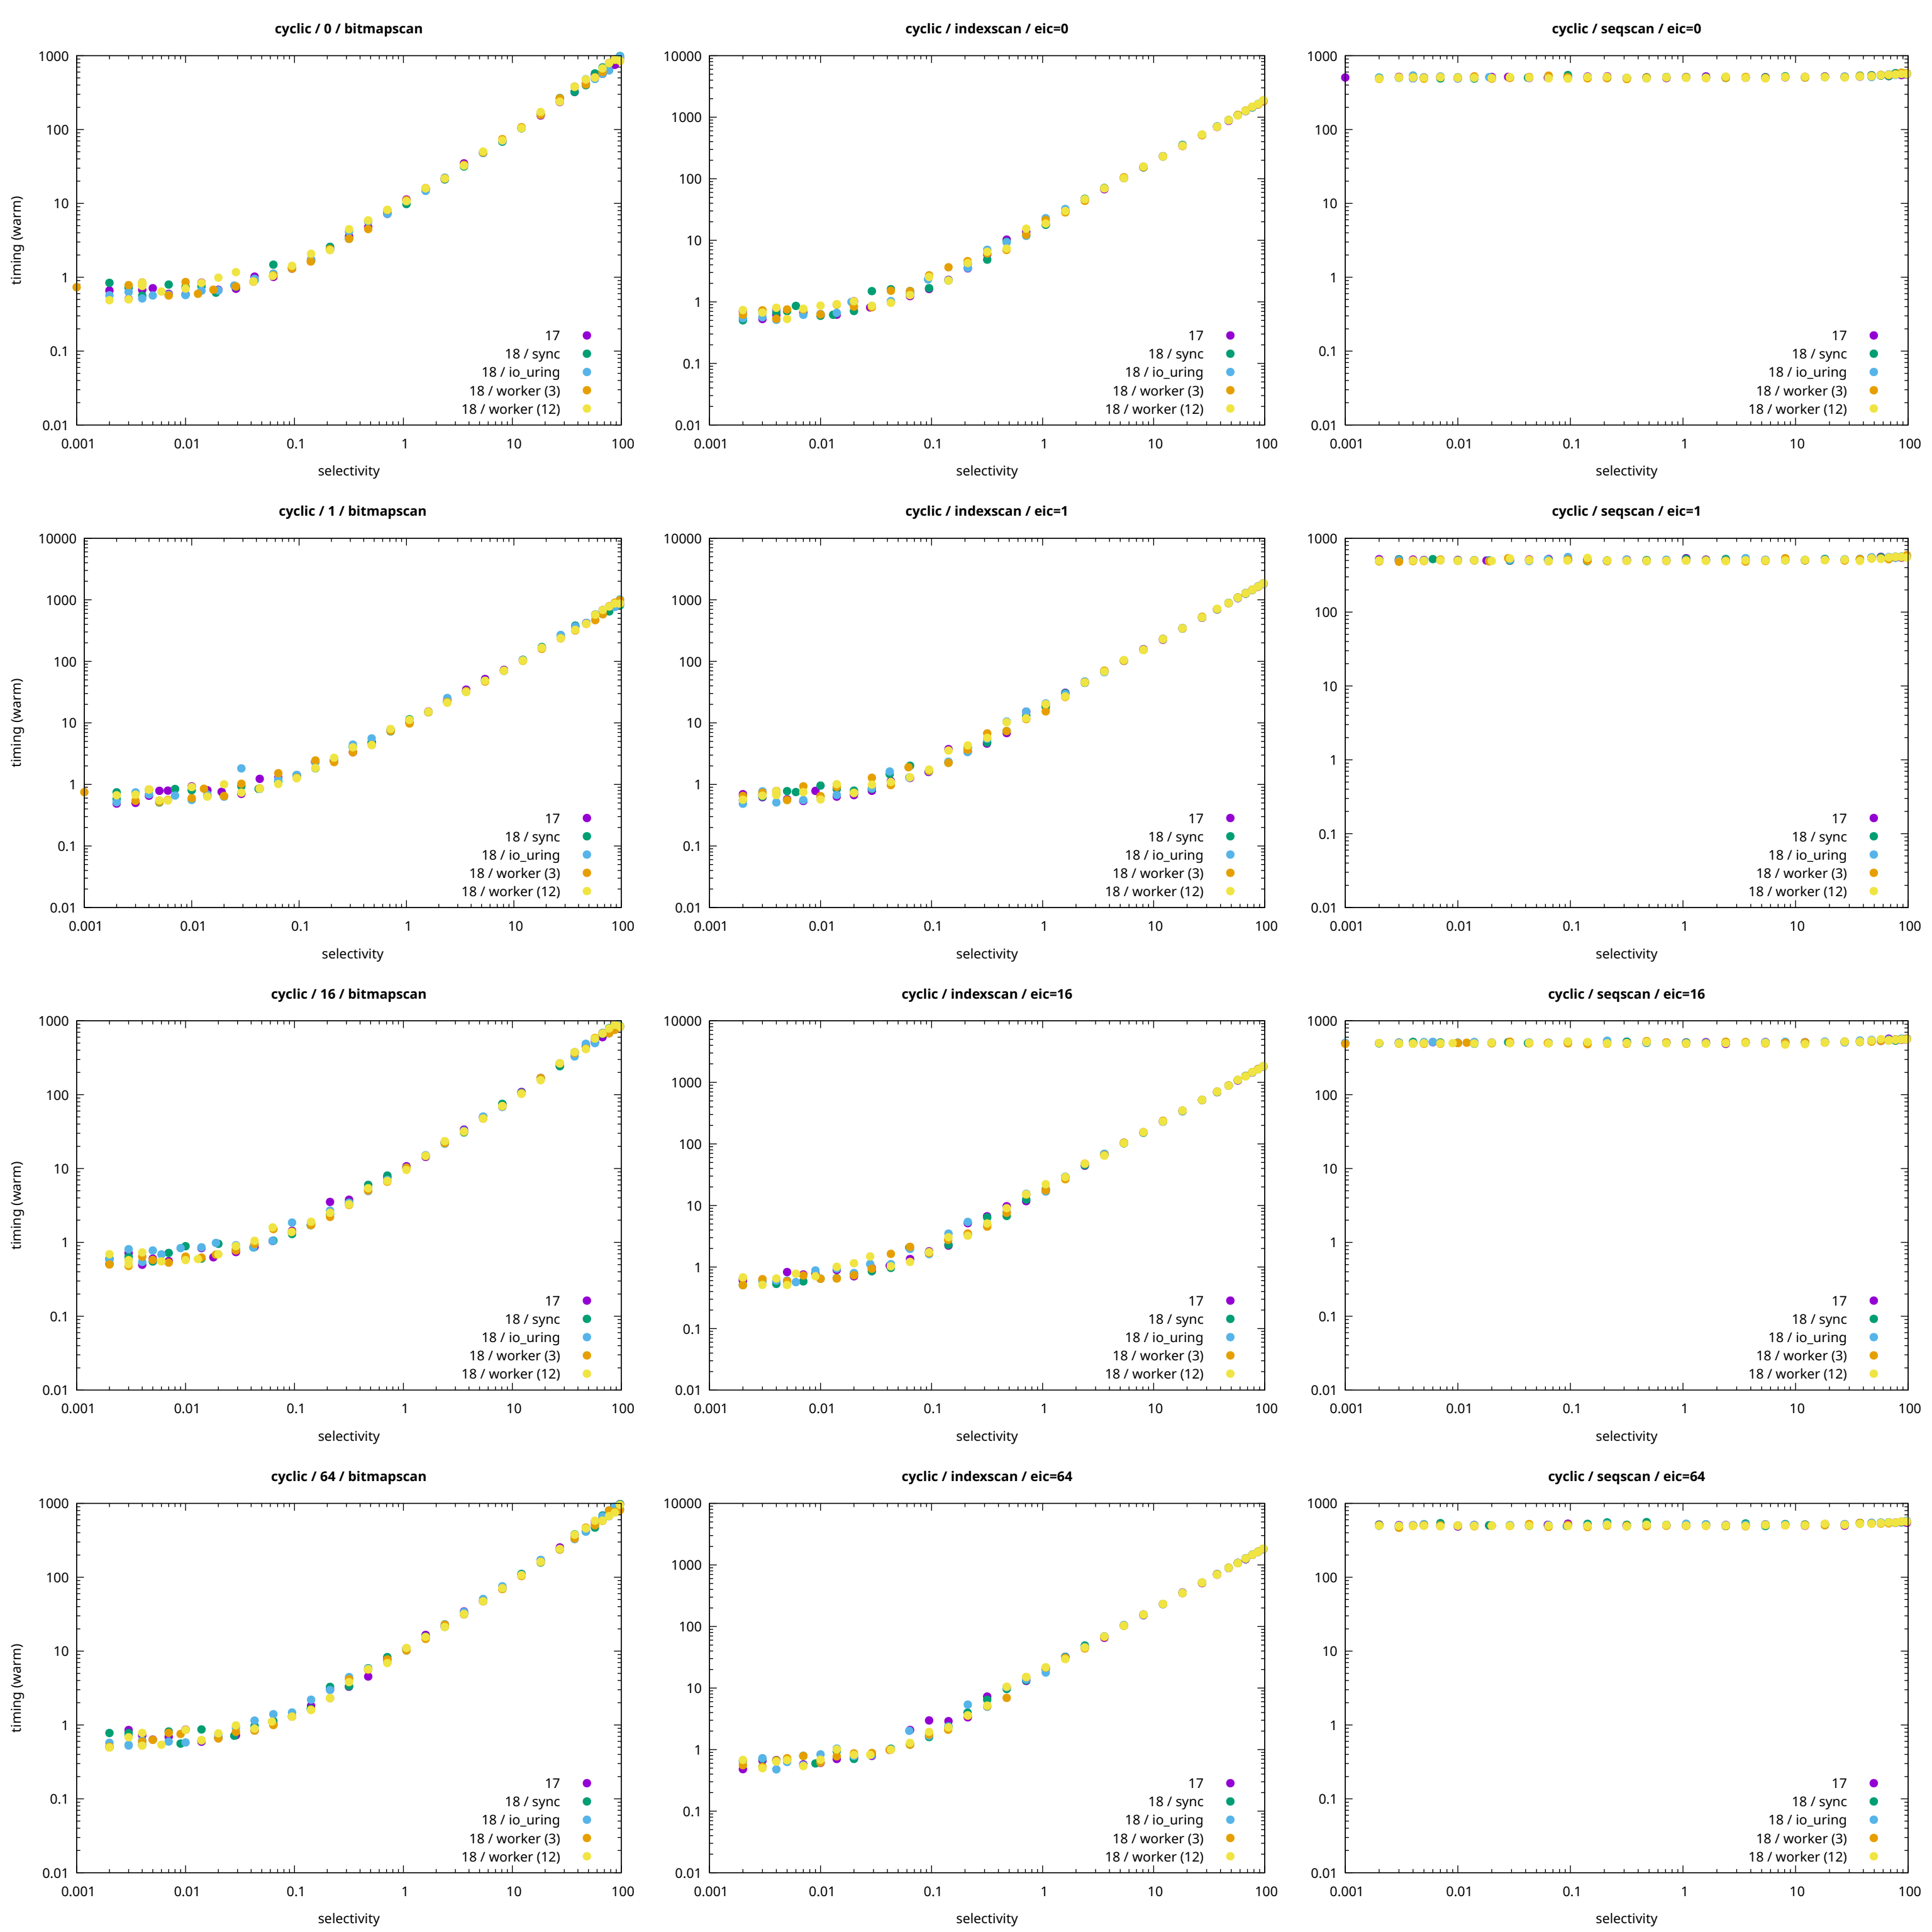 cyclic / 0 / bitmapscan
timing (warm)
1000
100
10
1
0.1
0.01
0.001 0.01 0.1 1 10 100
selectivity
17
18 / sync
18 / io_uring
18 / worker (3)
18 / worker (12)
cyclic / indexscan / eic=0
10000
1000
100
10
1
0.1
0.01
0.001 0.01 0.1 1 10 100
selectivity
17
18 / sync
18 / io_uring
18 / worker (3)
18 / worker (12)
cyclic / seqscan / eic=0
1000
100
10
1
0.1
0.01
0.001 0.01 0.1 1 10 100
selectivity
17
18 / sync
18 / io_uring
18 / worker (3)
18 / worker (12)
cyclic / 1 / bitmapscan
timing (warm)
10000
1000
100
10
1
0.1
0.01
0.001 0.01 0.1 1 10 100
selectivity
17
18 / sync
18 / io_uring
18 / worker (3)
18 / worker (12)
cyclic / indexscan / eic=1
10000
1000
100
10
1
0.1
0.01
0.001 0.01 0.1 1 10 100
selectivity
17
18 / sync
18 / io_uring
18 / worker (3)
18 / worker (12)
cyclic / seqscan / eic=1
1000
100
10
1
0.1
0.01
0.001 0.01 0.1 1 10 100
selectivity
17
18 / sync
18 / io_uring
18 / worker (3)
18 / worker (12)
cyclic / 16 / bitmapscan
timing (warm)
1000
100
10
1
0.1
0.01
0.001 0.01 0.1 1 10 100
selectivity
17
18 / sync
18 / io_uring
18 / worker (3)
18 / worker (12)
cyclic / indexscan / eic=16
10000
1000
100
10
1
0.1
0.01
0.001 0.01 0.1 1 10 100
selectivity
17
18 / sync
18 / io_uring
18 / worker (3)
18 / worker (12)
cyclic / seqscan / eic=16
1000
100
10
1
0.1
0.01
0.001 0.01 0.1 1 10 100
selectivity
17
18 / sync
18 / io_uring
18 / worker (3)
18 / worker (12)
cyclic / 64 / bitmapscan
timing (warm)
1000
100
10
1
0.1
0.01
0.001 0.01 0.1 1 10 100
selectivity
17
18 / sync
18 / io_uring
18 / worker (3)
18 / worker (12)
cyclic / indexscan / eic=64
10000
1000
100
10
1
0.1
0.01
0.001 0.01 0.1 1 10 100
selectivity
17
18 / sync
18 / io_uring
18 / worker (3)
18 / worker (12)
cyclic / seqscan / eic=64
1000
100
10
1
0.1
0.01
0.001 0.01 0.1 1 10 100
selectivity
17
18 / sync
18 / io_uring
18 / worker (3)
18 / worker (12)